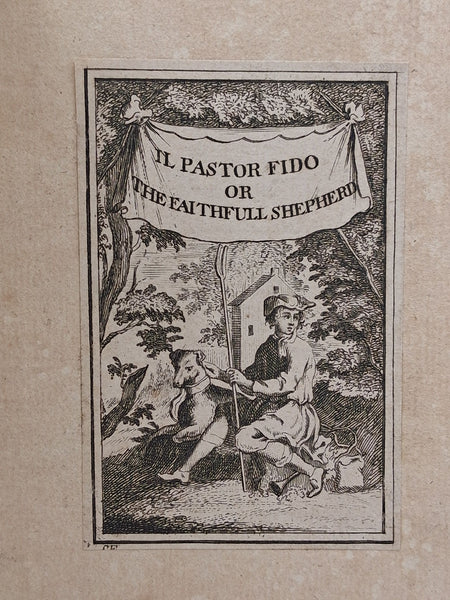 IL PASTOR FIDO
OR
THE FAITHFULL SHEPHERD